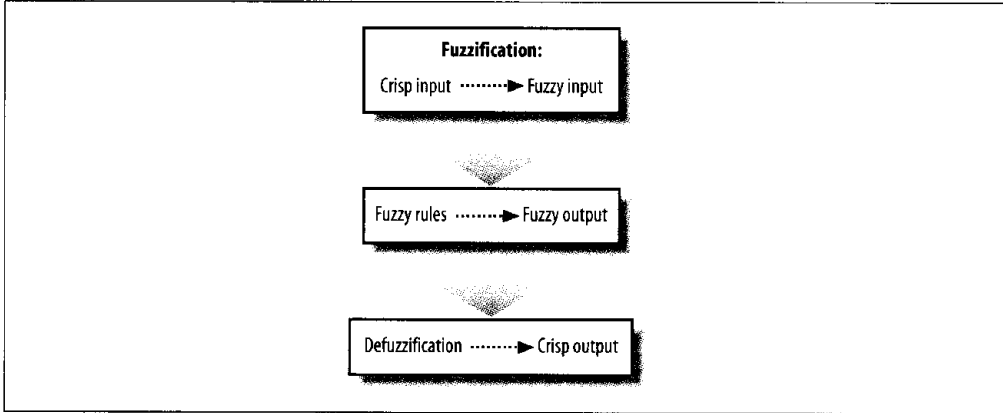 Fuzzification:
Crisp input Fuzzy input
Fuzzy rules Fuzzy output
Defuzzification Crisp output